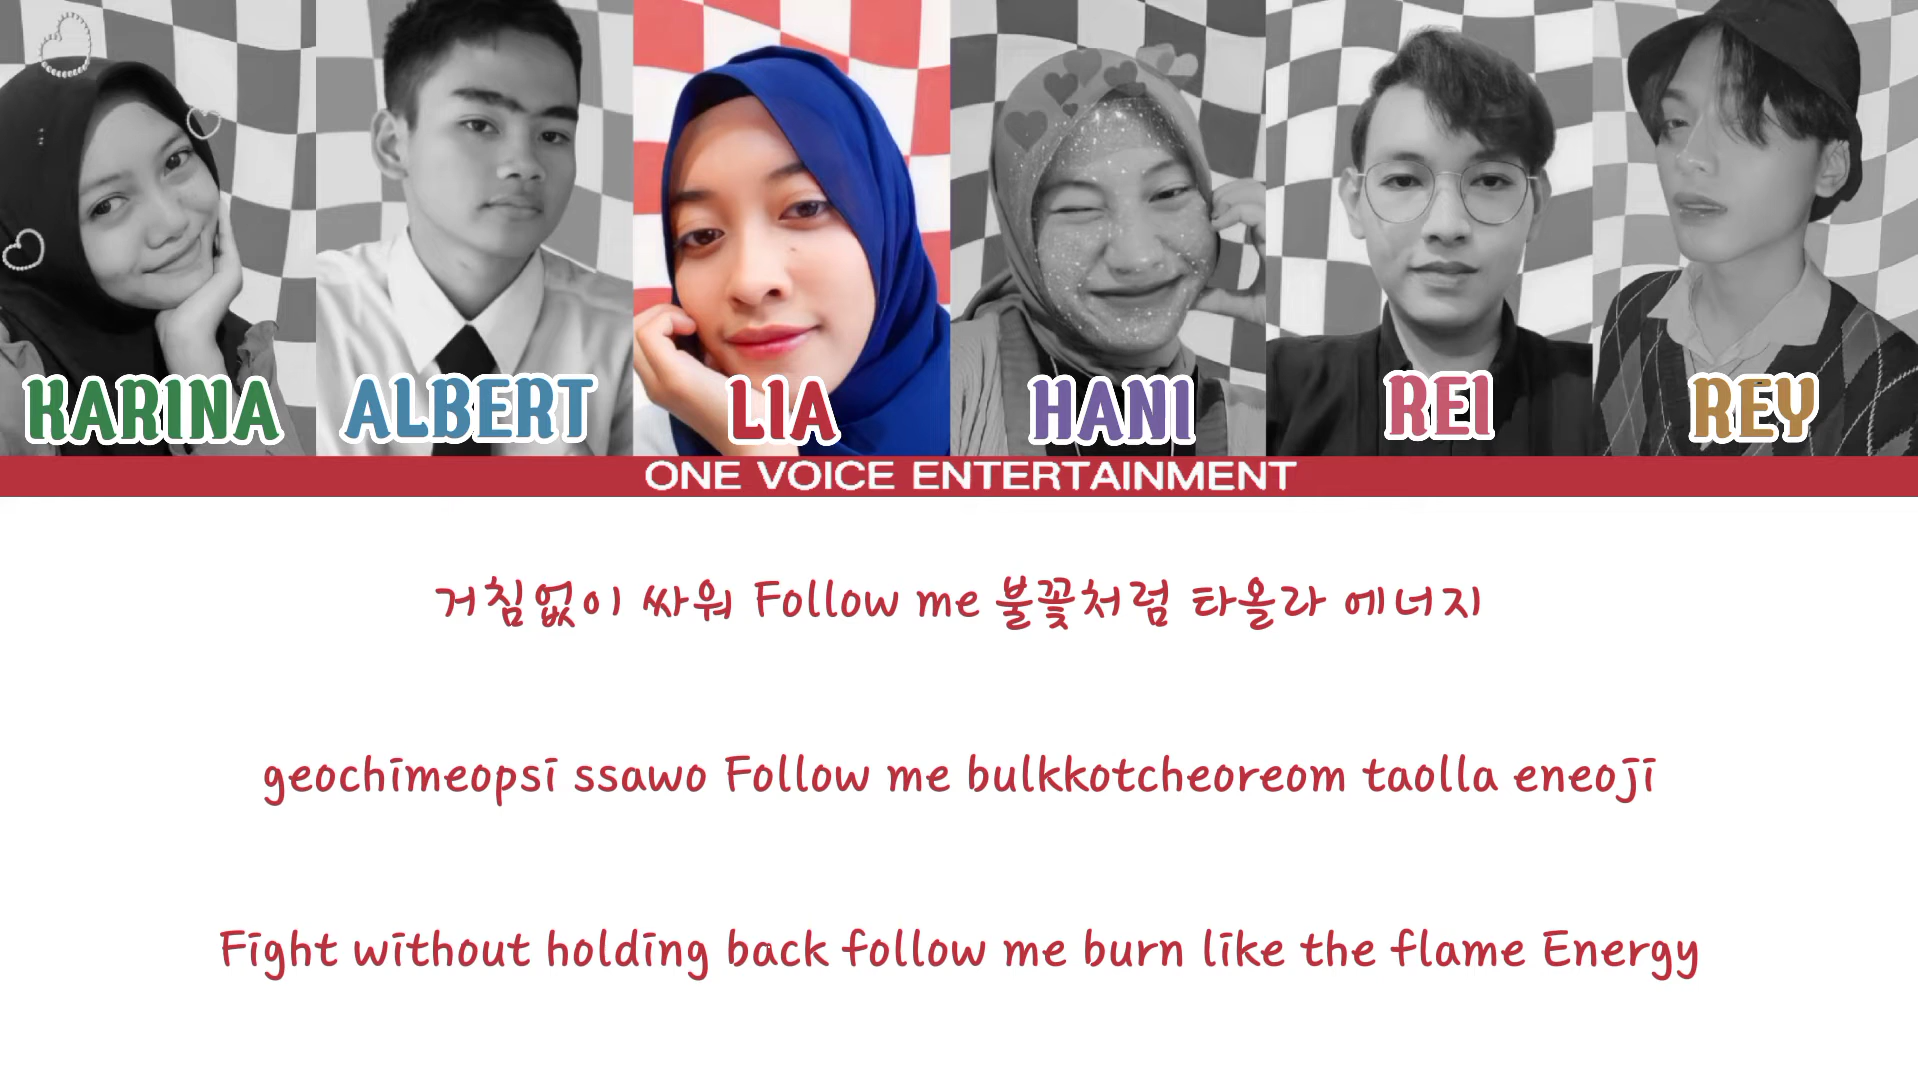 KARINA ALBERT LIA HANI REI REY
ONE VOICE ENTERTAINMENT
거침없이 싸워 Follow me 불꽃처럼 타올라 에너지
geochimeopsi ssawo Follow me bulkkotcheoreom taolla eneoji
Fight without holding back follow me burn like the flame Energy